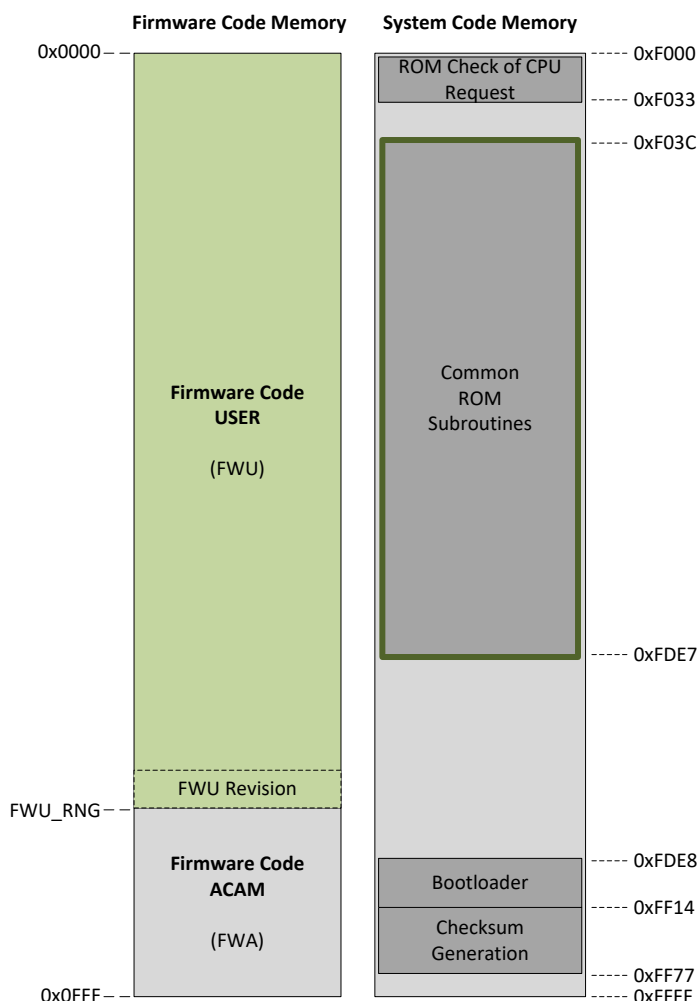 Firmware Code Memory
System Code Memory
0x0000
0xF000
ROM Check of CPU
Request
0xF033
0xF03C
Firmware Code
USER
(FWU)
Common
ROM
Subroutines
0xFDE7
FWU Revision
FWU_RNG
Firmware Code
ACAM
(FWA)
0xFDE8
Bootloader
0xFF14
Checksum
Generation
0xFF77
0x0FFF
0xFFFF